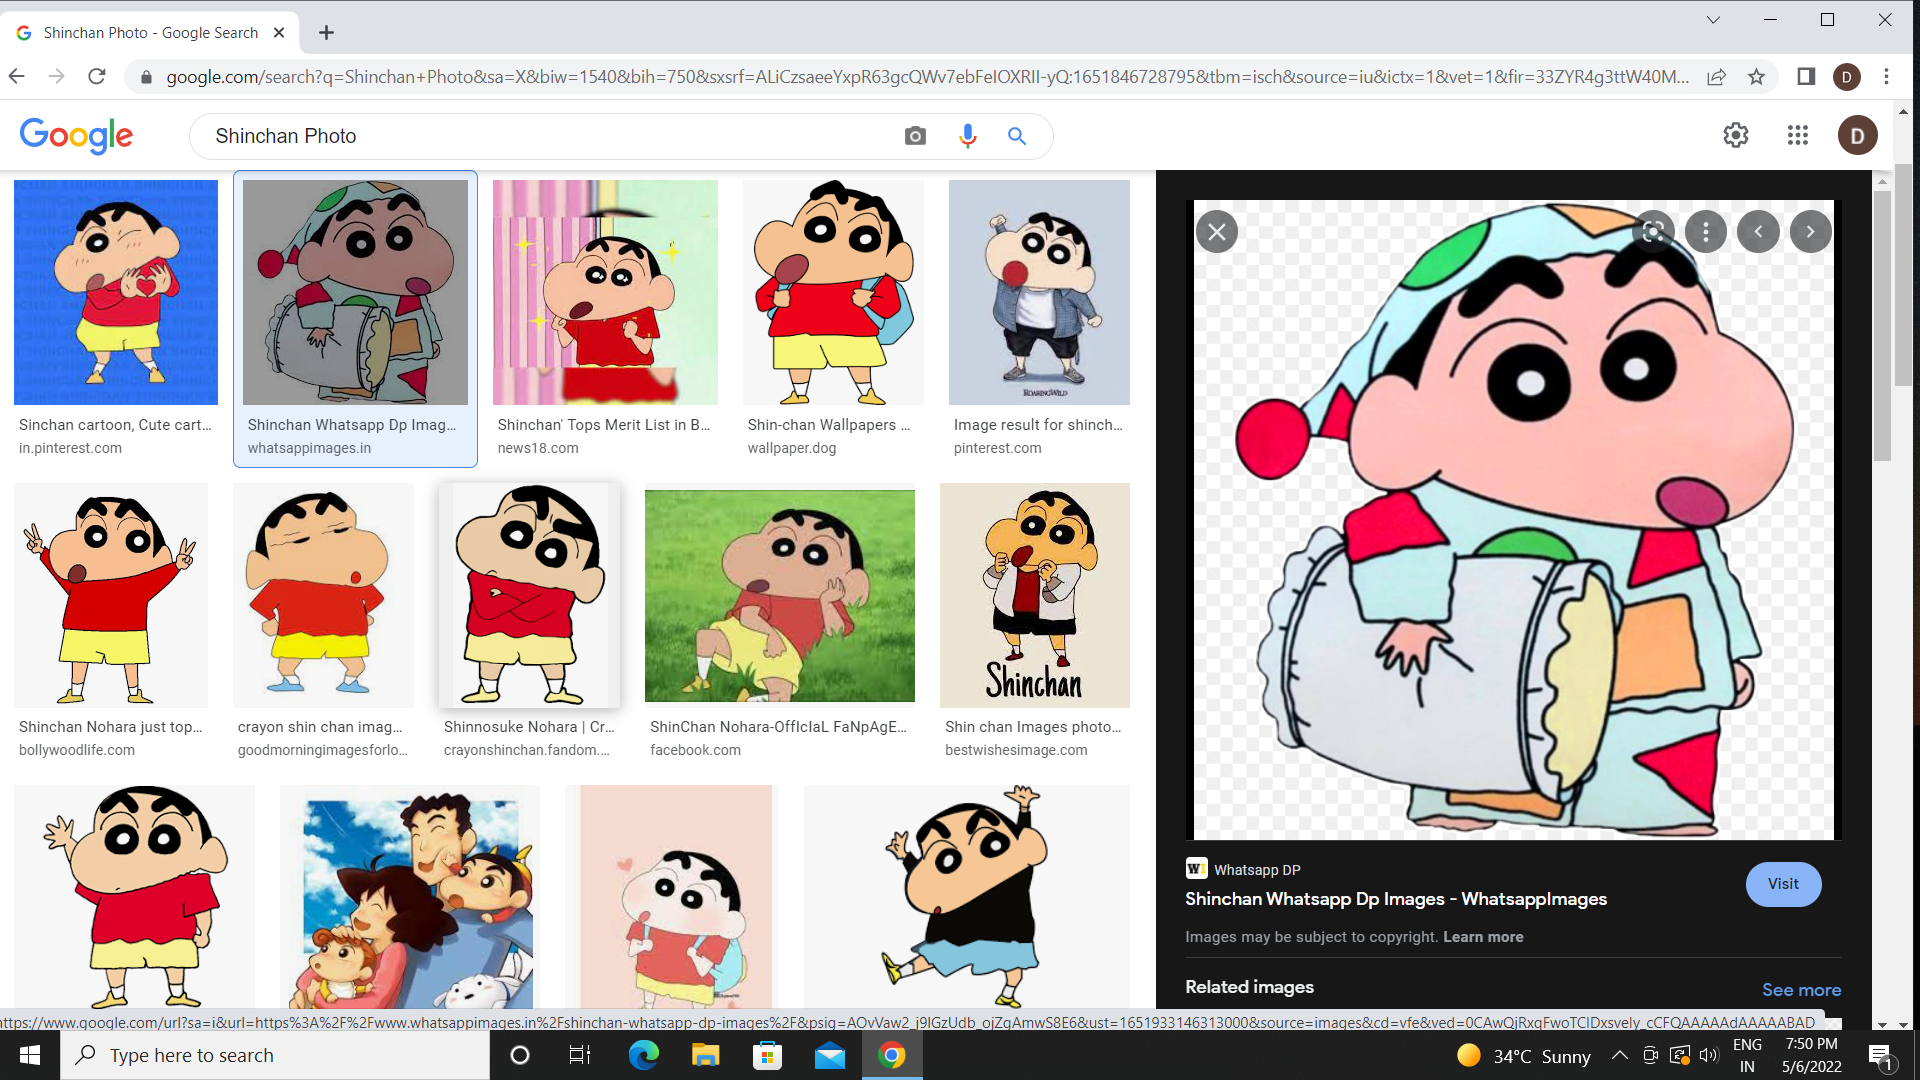 Shinchan Photo - Google Search
google.com/search?q=Shinchan+Photo&sa=X&biw=1540&bih=750&sxsrf=ALiCzsaeeYxpR63gcQWv7ebFeIOXRII-yQ:1651846728795&tbm=isch&source=iu&ictx=1&vet=1&fir=33ZYR4g3ttW40M...
D
Google
Shinchan Photo
D
ROARINGWILD
Sinchan cartoon, Cute cart...
in.pinterest.com
Shinchan Whatsapp Dp Imag...
whatsappimages.in
Shinchan' Tops Merit List in B...
news18.com
Shin-chan Wallpapers ...
wallpaper.dog
Image result for shinch...
pinterest.com
Shinchan
Shinchan Nohara just top...
bollywoodlife.com
crayon shin chan imag...
goodmorningimagesforlo...
Shinnosuke Nohara | Cr...
crayonshinchan.fandom....
ShinChan Nohara-OffIcIaL FaNpAgE...
facebook.com
Shin chan Images photo...
bestwishesimage.com
WI Whatsapp DP
Shinchan Whatsapp Dp Images - WhatsappImages
Visit
Images may be subject to copyright. Learn more
Related images
See more
https://www.google.com/url?sa=i&url=https%3A%2F%2Fwww.whatsappimages.in%2Fshinchan-whatsapp-dp-images%2F&psig=AOvVaw2_j9IGzUdb_ojZqAmwS8E6&ust=1651933146313000&source=images&cd=vfe&ved=0CAwQjRxqFwoTCIDxsvely_cCFQAAAAAdAAAAABAD
Type here to search
34°C Sunny
ENG
IN
7:50 PM
5/6/2022
1